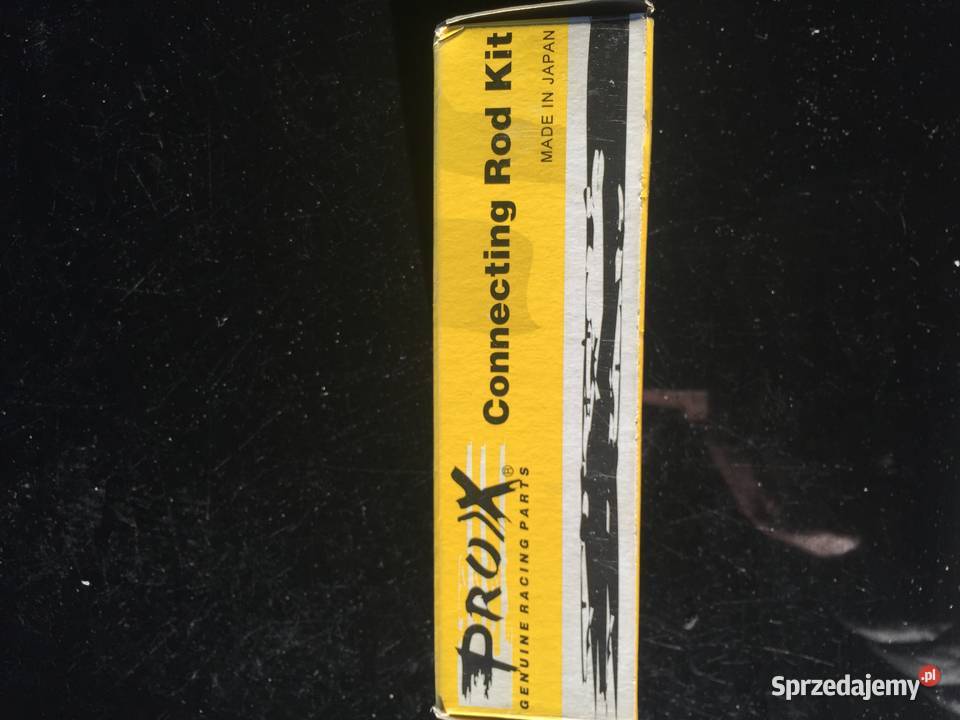 PROX®
GENUINE RACING PARTS
Connecting Rod Kit
MADE IN JAPAN
Sprzedajemy.pl